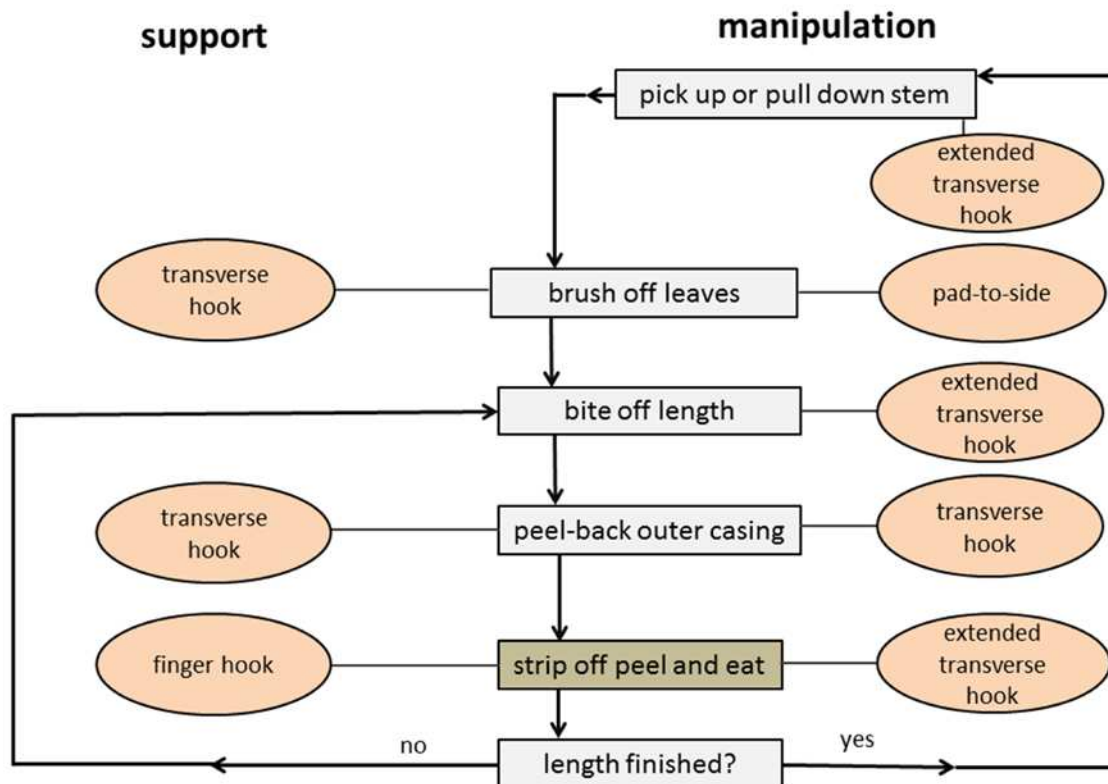 support
manipulation
pick up or pull down stem
extended
transverse
hook
transverse
hook
brush off leaves
pad-to-side
bite off length
extended
transverse
hook
transverse
hook
peel-back outer casing
transverse
hook
finger hook
strip off peel and eat
extended
transverse
hook
no
length finished?
yes